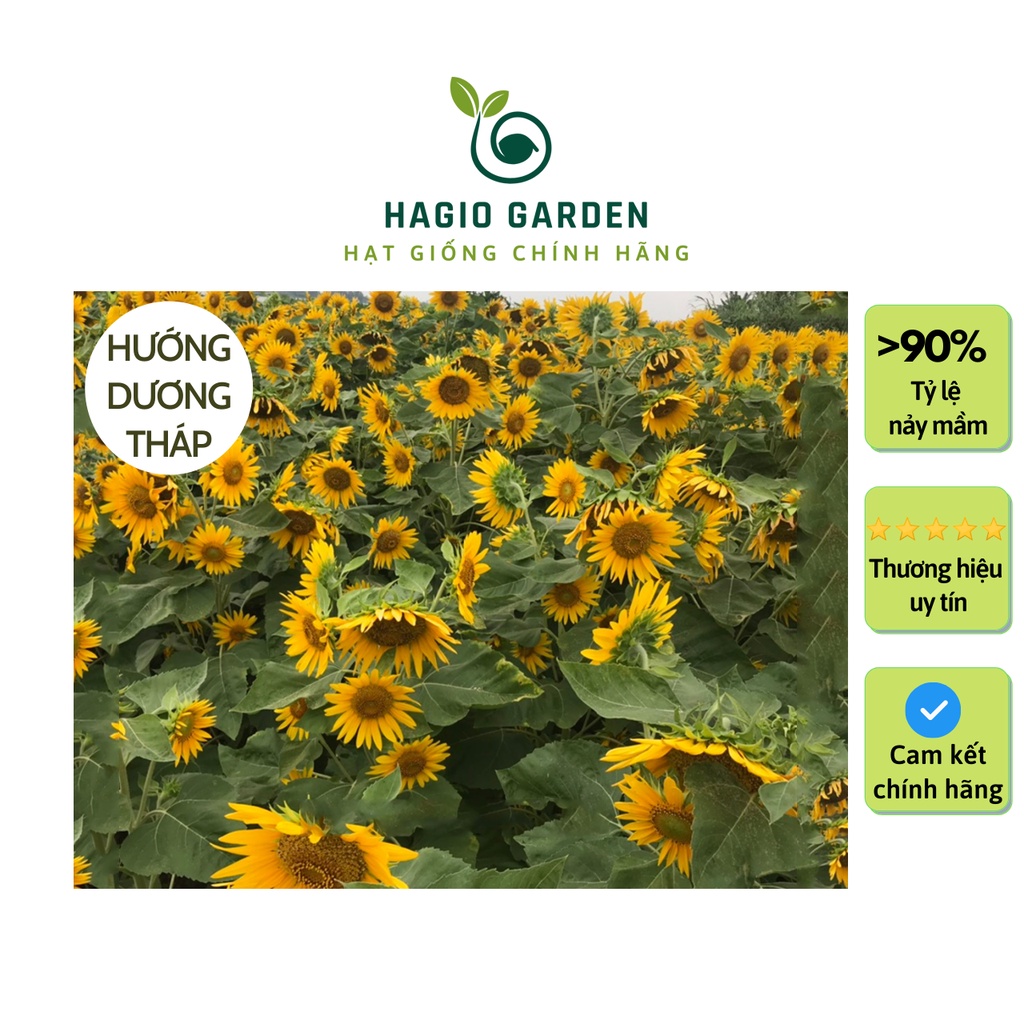 HAGIO GARDEN
HẠT GIỐNG CHÍNH HÃNG
HƯỚNG
DƯƠNG
THÁP
>90%
Tỷ lệ
nảy mầm
Thương hiệu
uy tín
Cam kết
chính hãng